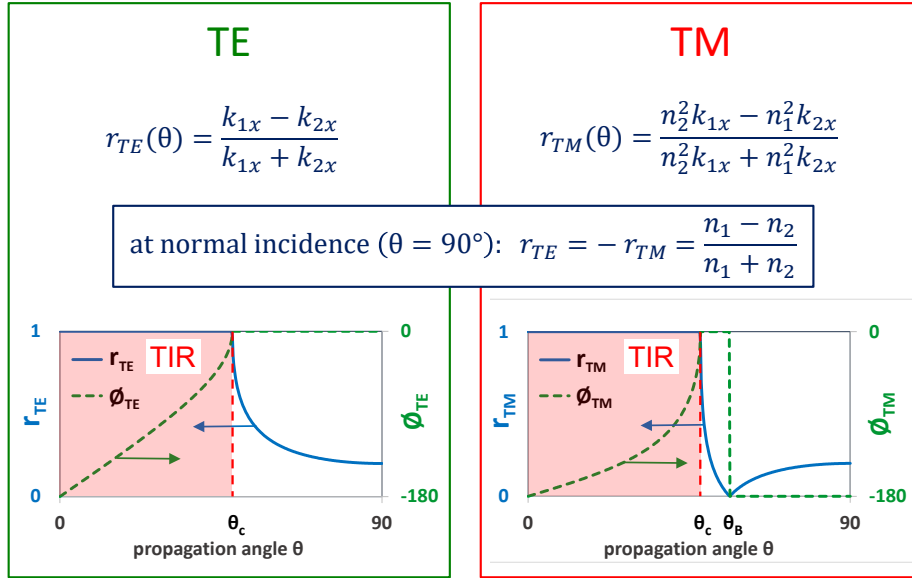 TE
TM
r_TE(θ) = (k_1x − k_2x) / (k_1x + k_2x)
r_TM(θ) = (n_2^2 k_1x − n_1^2 k_2x) / (n_2^2 k_1x + n_1^2 k_2x)
at normal incidence (θ = 90°): r_TE = − r_TM = (n_1 − n_2) / (n_1 + n_2)
1
r_TE
TIR
Ø_TE
r_TE
0
0
Ø_TE
-180
0
θ_c
90
propagation angle θ
1
r_TM
TIR
Ø_TM
r_TM
0
0
Ø_TM
-180
0
θ_c
θ_B
90
propagation angle θ